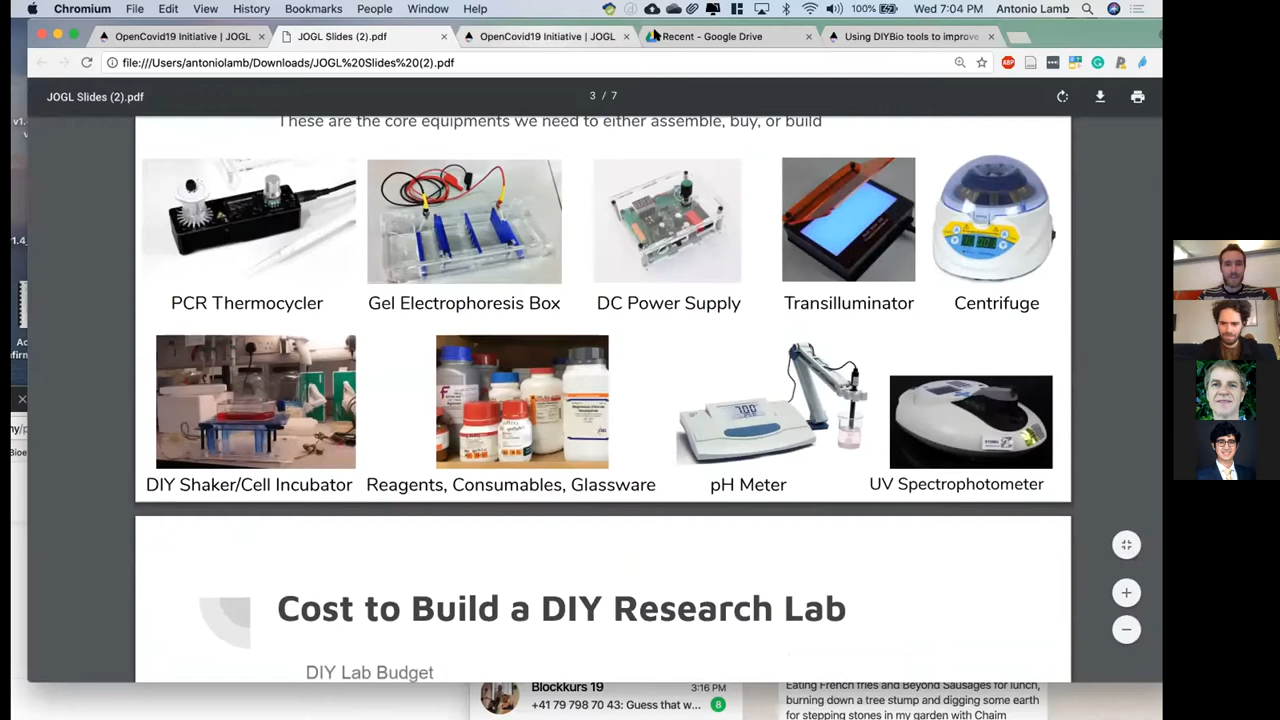 Chromium File Edit View History Bookmarks People Window Help 100% Wed 7:04 PM Antonio Lamb
OpenCovid19 Initiative | JOGL
JOGL Slides (2).pdf
OpenCovid19 Initiative | JOGL
Recent - Google Drive
Using DIYBio tools to improve
file:///Users/antoniolamb/Downloads/JOGL%20Slides%20(2).pdf
ABP
JOGL Slides (2).pdf
3 / 7
These are the core equipments we need to either assemble, buy, or build
PCR Thermocycler
Gel Electrophoresis Box
DC Power Supply
Transilluminator
Centrifuge
7.00
DIY Shaker/Cell Incubator
Reagents, Consumables, Glassware
pH Meter
UV Spectrophotometer
Cost to Build a DIY Research Lab
DIY Lab Budget
Blockkurs 19
3:16 PM
+41 79 798 70 43: Guess that w...
8
Eating French fries and Beyond Sausages for lunch,
burning down a tree stump and digging some earth
for stepping stones in my garden with Chaim